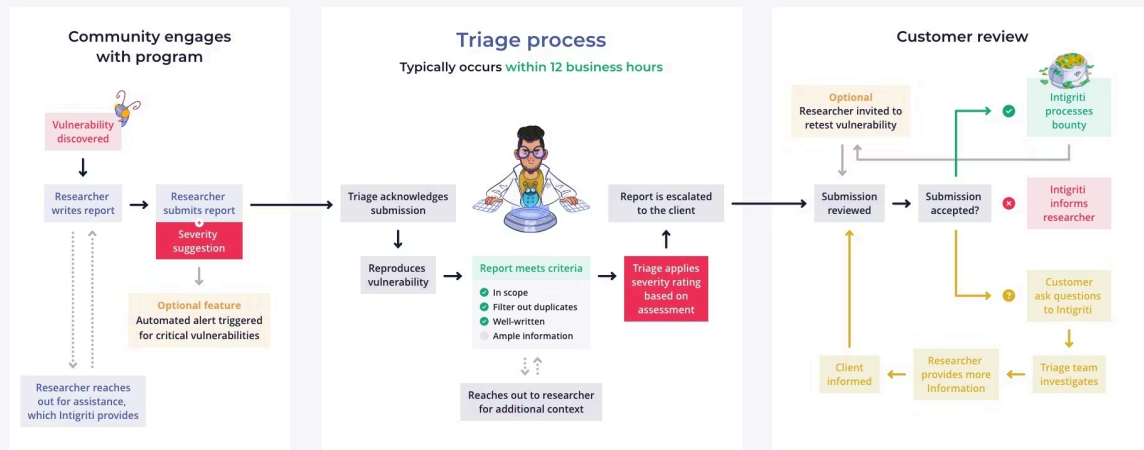 Community engages
with program
Vulnerability
discovered
Researcher
writes report
Researcher
submits report
Severity
suggestion
Optional feature
Automated alert triggered
for critical vulnerabilities
Researcher reaches
out for assistance,
which Intigriti provides
Triage process
Typically occurs within 12 business hours
Triage acknowledges
submission
Reproduces
vulnerability
Report meets criteria
In scope
Filter out duplicates
Well-written
Ample information
Reaches out to researcher
for additional context
Triage applies
severity rating
based on
assessment
Report is escalated
to the client
Customer review
Optional
Researcher invited to
retest vulnerability
Submission
reviewed
Submission
accepted?
Intigriti
processes
bounty
Intigriti
informs
researcher
Customer
ask questions
to Intigriti
Triage team
investigates
Researcher
provides more
Information
Client
informed